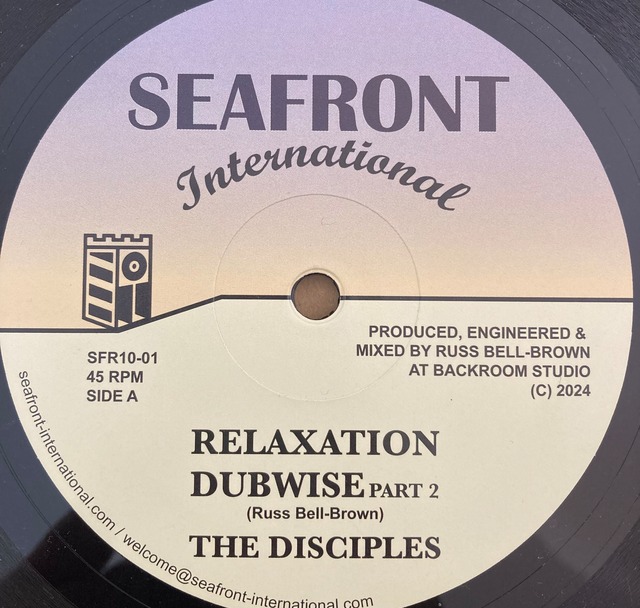 SEAFRONT
International
SFR10-01
45 RPM
SIDE A
PRODUCED, ENGINEERED &
MIXED BY RUSS BELL-BROWN
AT BACKROOM STUDIO
(C) 2024
RELAXATION
DUBWISE PART 2
(Russ Bell-Brown)
THE DISCIPLES
seafront-international.com / welcome@seafront-international.com